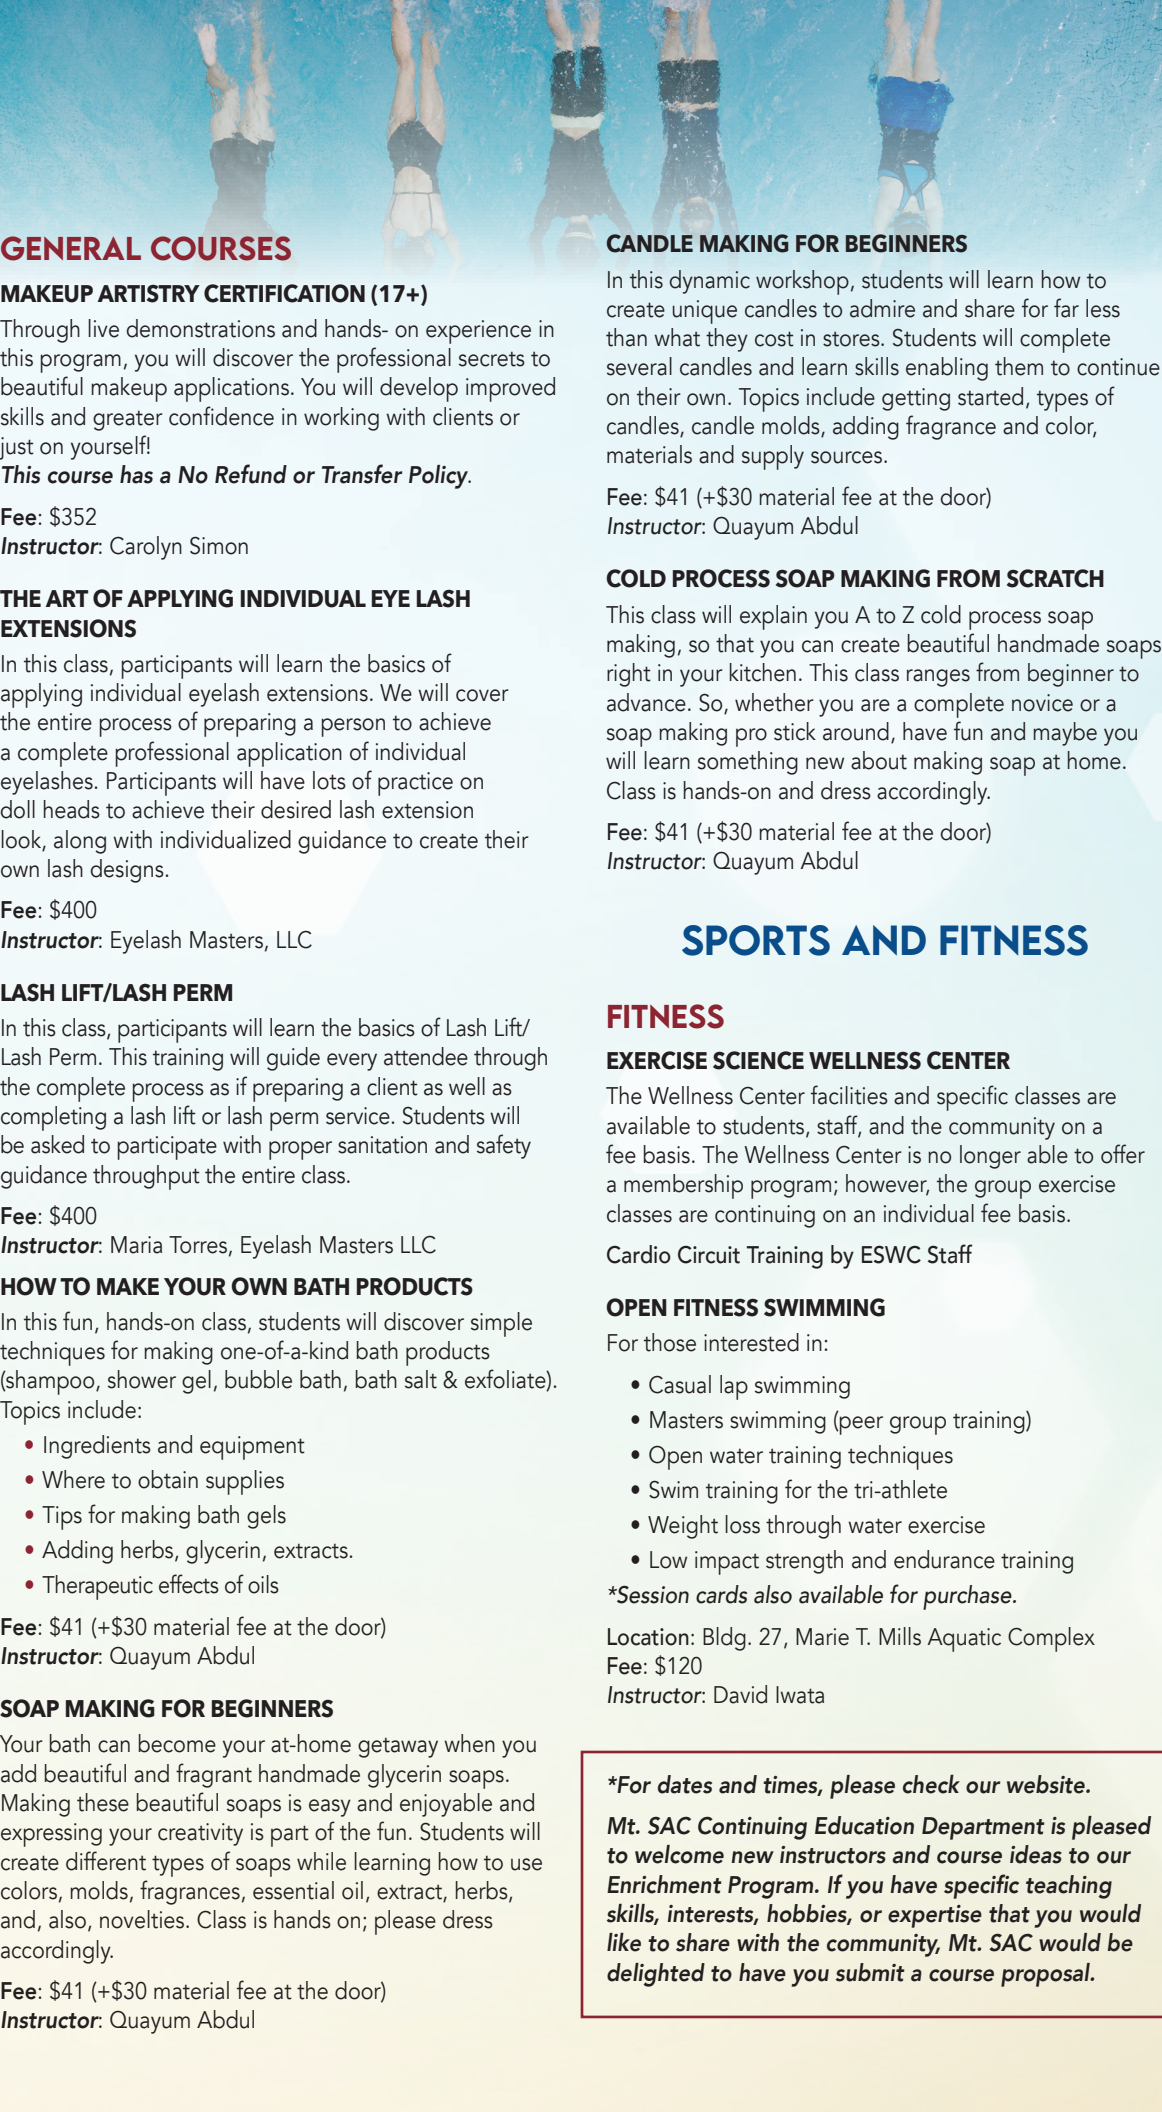 GENERAL COURSES
MAKEUP ARTISTRY CERTIFICATION (17+)
Through live demonstrations and hands- on experience in
this program, you will discover the professional secrets to
beautiful makeup applications. You will develop improved
skills and greater confidence in working with clients or
just on yourself!
This course has a No Refund or Transfer Policy.
Fee: $352
Instructor: Carolyn Simon
THE ART OF APPLYING INDIVIDUAL EYE LASH
EXTENSIONS
In this class, participants will learn the basics of
applying individual eyelash extensions. We will cover
the entire process of preparing a person to achieve
a complete professional application of individual
eyelashes. Participants will have lots of practice on
doll heads to achieve their desired lash extension
look, along with individualized guidance to create their
own lash designs.
Fee: $400
Instructor: Eyelash Masters, LLC
LASH LIFT/LASH PERM
In this class, participants will learn the basics of Lash Lift/
Lash Perm. This training will guide every attendee through
the complete process as if preparing a client as well as
completing a lash lift or lash perm service. Students will
be asked to participate with proper sanitation and safety
guidance throughput the entire class.
Fee: $400
Instructor: Maria Torres, Eyelash Masters LLC
HOW TO MAKE YOUR OWN BATH PRODUCTS
In this fun, hands-on class, students will discover simple
techniques for making one-of-a-kind bath products
(shampoo, shower gel, bubble bath, bath salt & exfoliate).
Topics include:
• Ingredients and equipment
• Where to obtain supplies
• Tips for making bath gels
• Adding herbs, glycerin, extracts.
• Therapeutic effects of oils
Fee: $41 (+$30 material fee at the door)
Instructor: Quayum Abdul
SOAP MAKING FOR BEGINNERS
Your bath can become your at-home getaway when you
add beautiful and fragrant handmade glycerin soaps.
Making these beautiful soaps is easy and enjoyable and
expressing your creativity is part of the fun. Students will
create different types of soaps while learning how to use
colors, molds, fragrances, essential oil, extract, herbs,
and, also, novelties. Class is hands on; please dress
accordingly.
Fee: $41 (+$30 material fee at the door)
Instructor: Quayum Abdul
CANDLE MAKING FOR BEGINNERS
In this dynamic workshop, students will learn how to
create unique candles to admire and share for far less
than what they cost in stores. Students will complete
several candles and learn skills enabling them to continue
on their own. Topics include getting started, types of
candles, candle molds, adding fragrance and color,
materials and supply sources.
Fee: $41 (+$30 material fee at the door)
Instructor: Quayum Abdul
COLD PROCESS SOAP MAKING FROM SCRATCH
This class will explain you A to Z cold process soap
making, so that you can create beautiful handmade soaps
right in your kitchen. This class ranges from beginner to
advance. So, whether you are a complete novice or a
soap making pro stick around, have fun and maybe you
will learn something new about making soap at home.
Class is hands-on and dress accordingly.
Fee: $41 (+$30 material fee at the door)
Instructor: Quayum Abdul
SPORTS AND FITNESS
FITNESS
EXERCISE SCIENCE WELLNESS CENTER
The Wellness Center facilities and specific classes are
available to students, staff, and the community on a
fee basis. The Wellness Center is no longer able to offer
a membership program; however, the group exercise
classes are continuing on an individual fee basis.
Cardio Circuit Training by ESWC Staff
OPEN FITNESS SWIMMING
For those interested in:
• Casual lap swimming
• Masters swimming (peer group training)
• Open water training techniques
• Swim training for the tri-athlete
• Weight loss through water exercise
• Low impact strength and endurance training
*Session cards also available for purchase.
Location: Bldg. 27, Marie T. Mills Aquatic Complex
Fee: $120
Instructor: David Iwata
*For dates and times, please check our website.
Mt. SAC Continuing Education Department is pleased
to welcome new instructors and course ideas to our
Enrichment Program. If you have specific teaching
skills, interests, hobbies, or expertise that you would
like to share with the community, Mt. SAC would be
delighted to have you submit a course proposal.